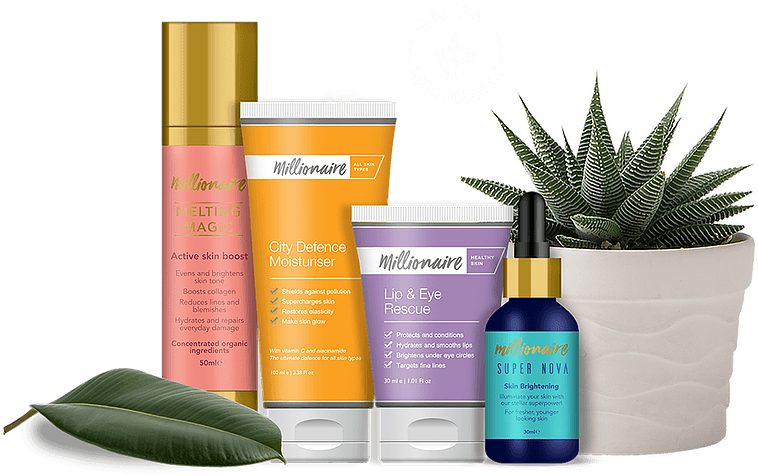 Millionaire
MELTING
MAGIC
Active skin boost
Evens and brightens
skin tone
Boosts collagen
Reduces lines and
blemishes
Hydrates and repairs
everyday damage
Concentrated organic
ingredients
50ml℮
Millionaire
ALL SKIN
TYPES
City Defence
Moisturiser
Shields against pollution
Supercharges skin
Restores elasticity
Make skin glow
With vitamin C and niacinamide
The ultimate defence for all skin types
100 ml ℮ | 3.38 fl oz
Millionaire
HEALTHY
SKIN
Lip & Eye
Rescue
Protects and conditions
Hydrates and smooths lips
Brightens under eye circles
Targets fine lines
30 ml ℮ | 1.01 Fl oz
millionaire
SUPER NOVA
Skin Brightening
Illuminate your skin with
our stellar superpower!
For fresher, younger
looking skin
30ml℮